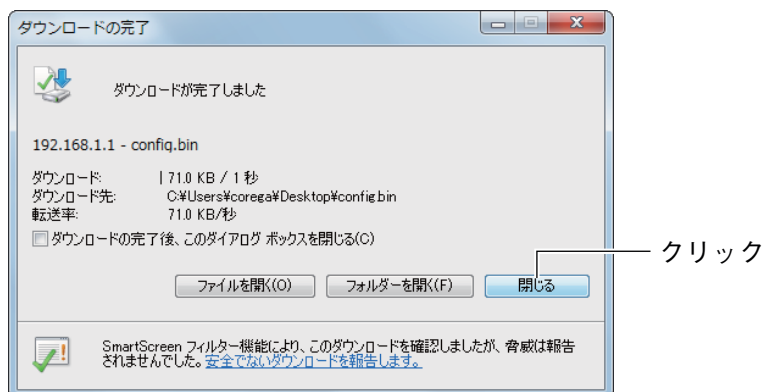 ダウンロードの完了
ダウンロードが完了しました
192.168.1.1 - config.bin
ダウンロード: 71.0 KB / 1 秒
ダウンロード先: C:¥Users¥corega¥Desktop¥config.bin
転送率: 71.0 KB/秒
ダウンロードの完了後、このダイアログ ボックスを閉じる(C)
ファイルを開く(O) フォルダーを開く(F) 閉じる
クリック
SmartScreen フィルター機能により、このダウンロードを確認しましたが、脅威は報告
されませんでした。安全でないダウンロードを報告します。